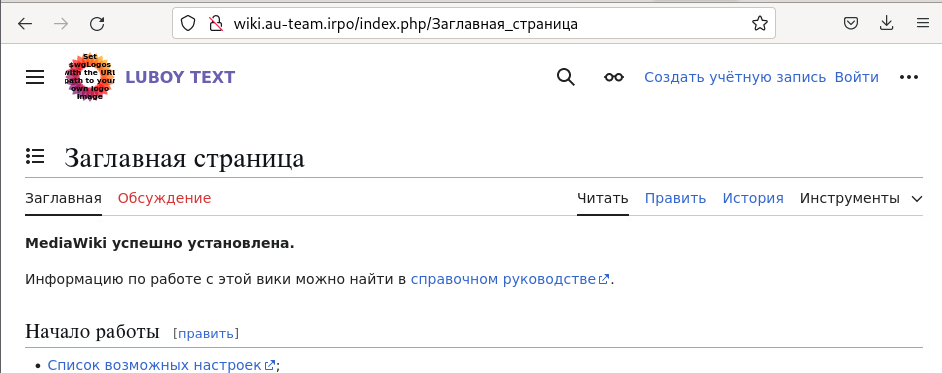 wiki.au-team.irpo/index.php/Заглавная_страница
Set
$wgLogos
with the URL
path to your
own logo
image
LUBOY TEXT
Создать учётную запись Войти
Заглавная страница
Заглавная Обсуждение Читать Править История Инструменты
MediaWiki успешно установлена.
Информацию по работе с этой вики можно найти в справочном руководстве.
Начало работы [править]
• Список возможных настроек;